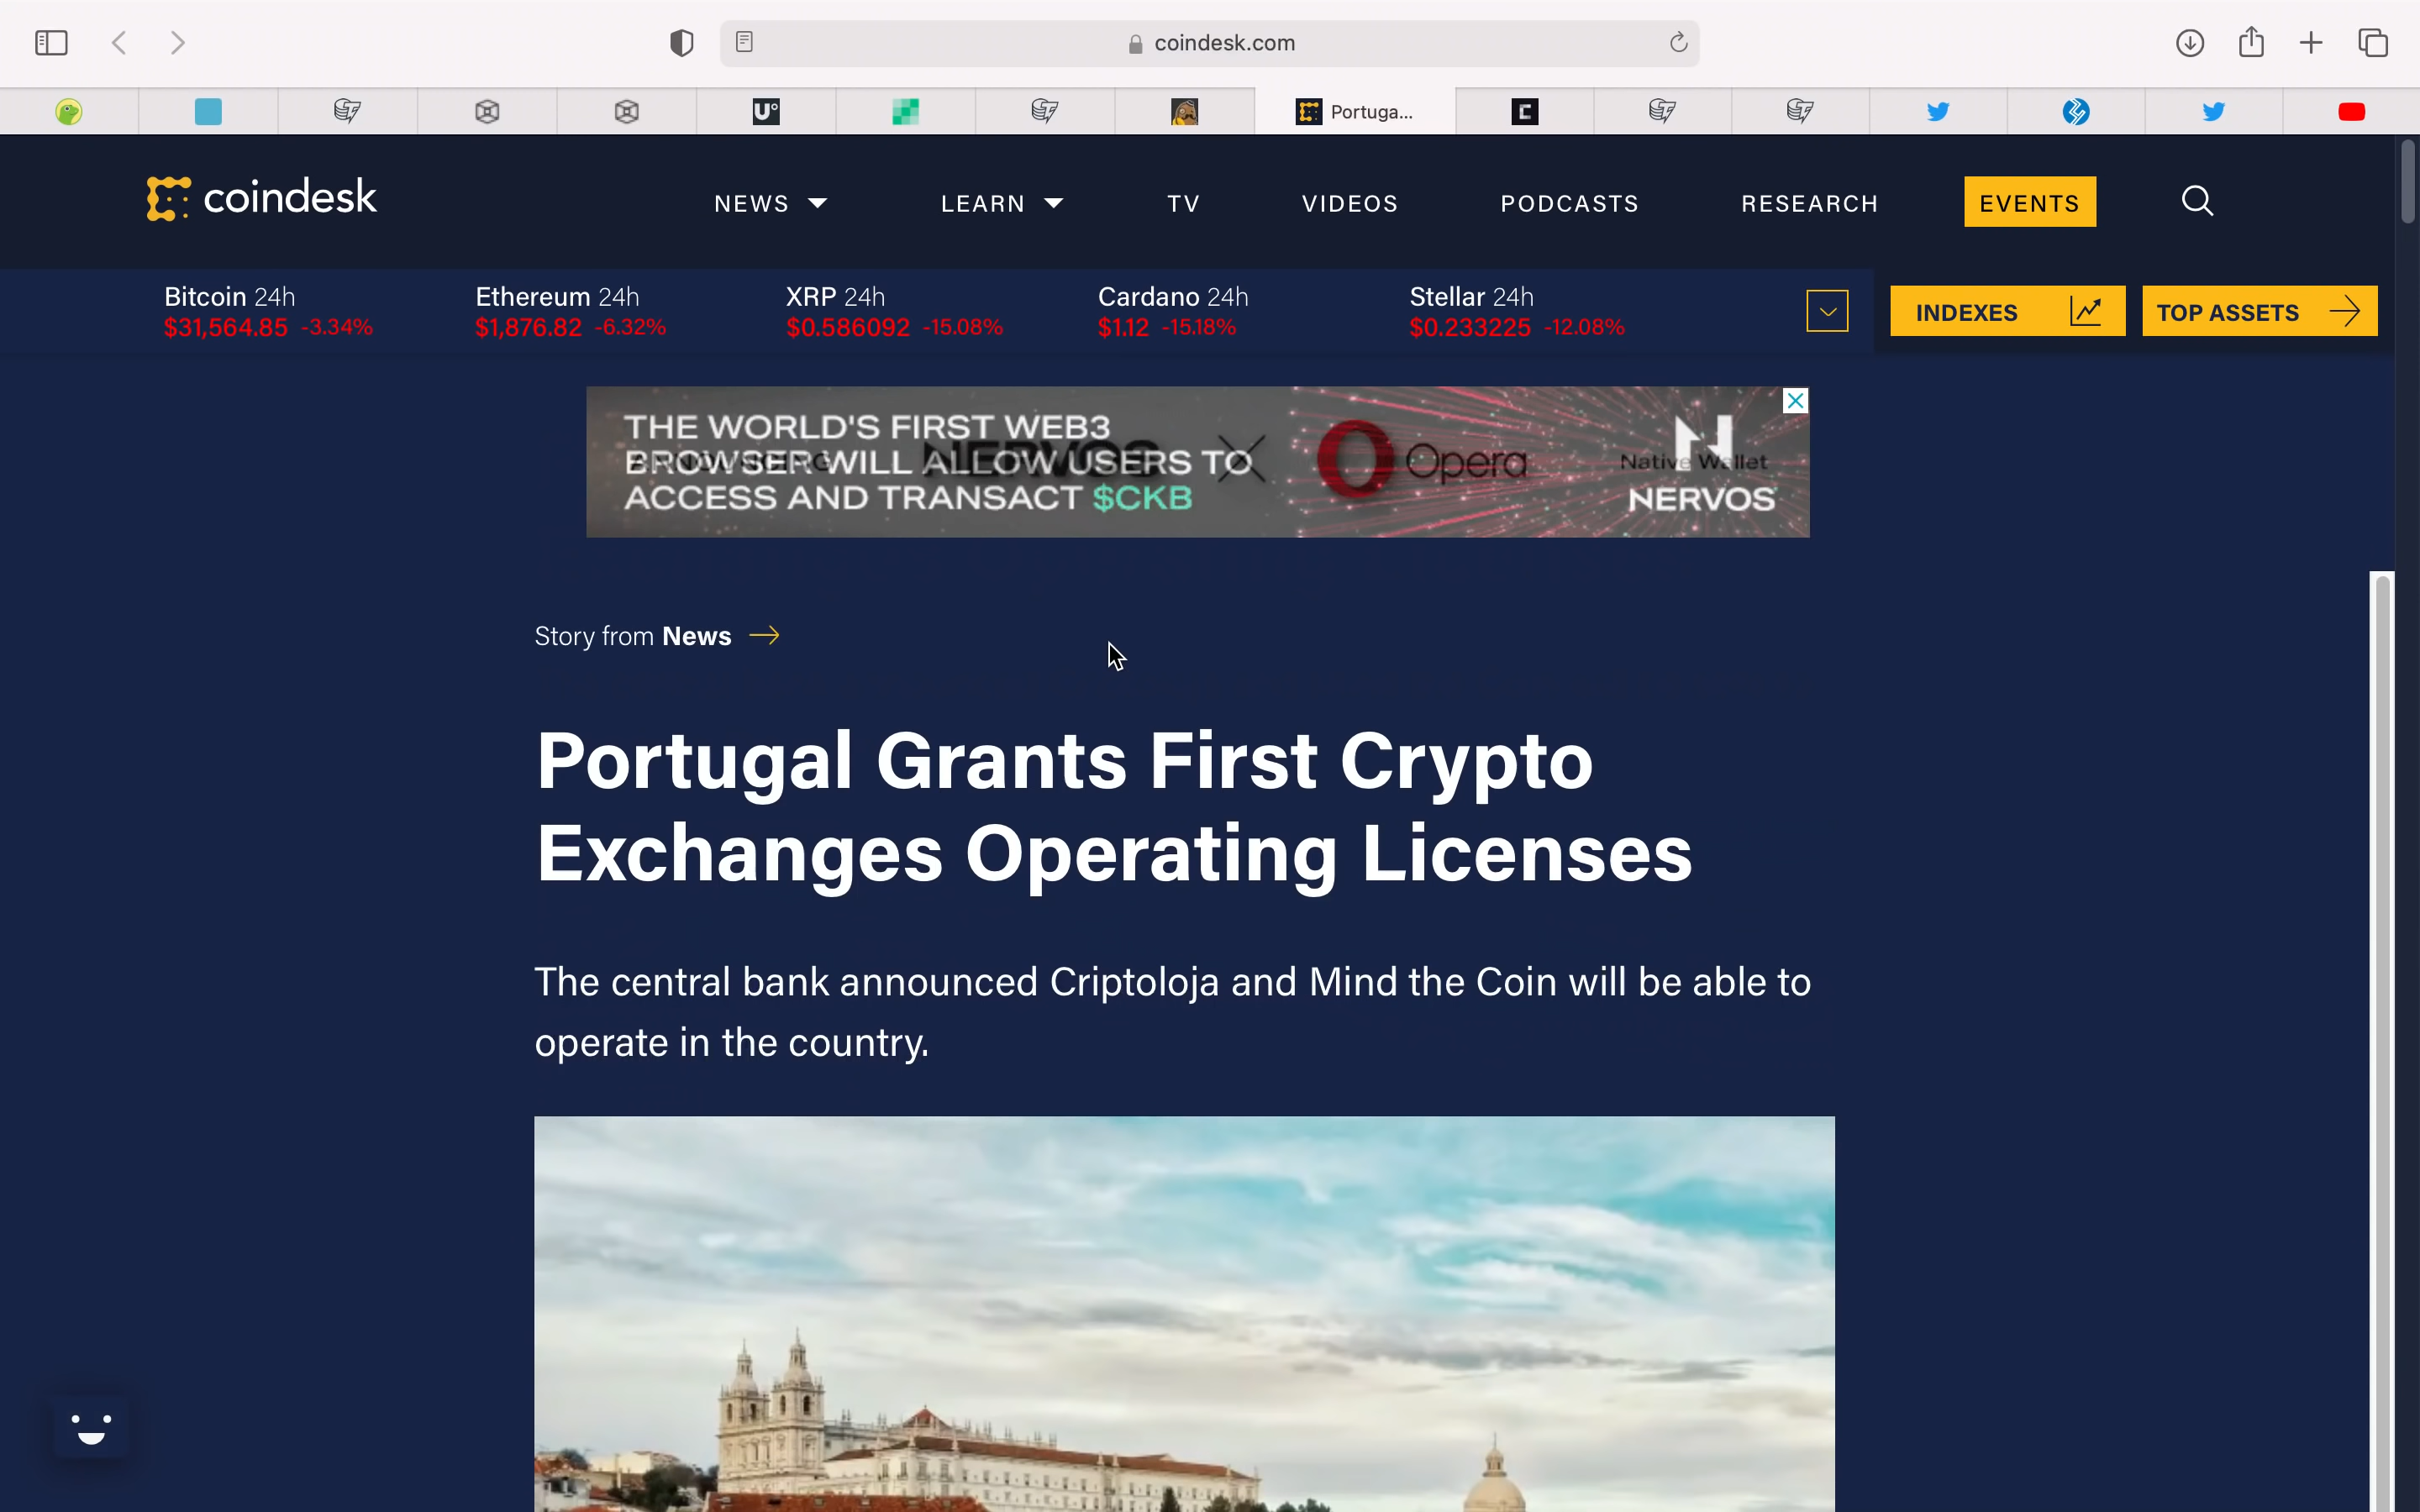 coindesk.com
Portuga...
coindesk
NEWS
LEARN
TV
VIDEOS
PODCASTS
RESEARCH
EVENTS
Bitcoin 24h
$31,564.85 -3.34%
Ethereum 24h
$1,876.82 -6.32%
XRP 24h
$0.586092 -15.08%
Cardano 24h
$1.12 -15.18%
Stellar 24h
$0.233225 -12.08%
INDEXES
TOP ASSETS
THE WORLD'S FIRST WEB3
BROWSER WILL ALLOW USERS TO
ACCESS AND TRANSACT $CKB
ANNOUNCING
NERVOS
Opera
Native Wallet
NERVOS
Story from News
Portugal Grants First Crypto
Exchanges Operating Licenses
The central bank announced Criptoloja and Mind the Coin will be able to
operate in the country.